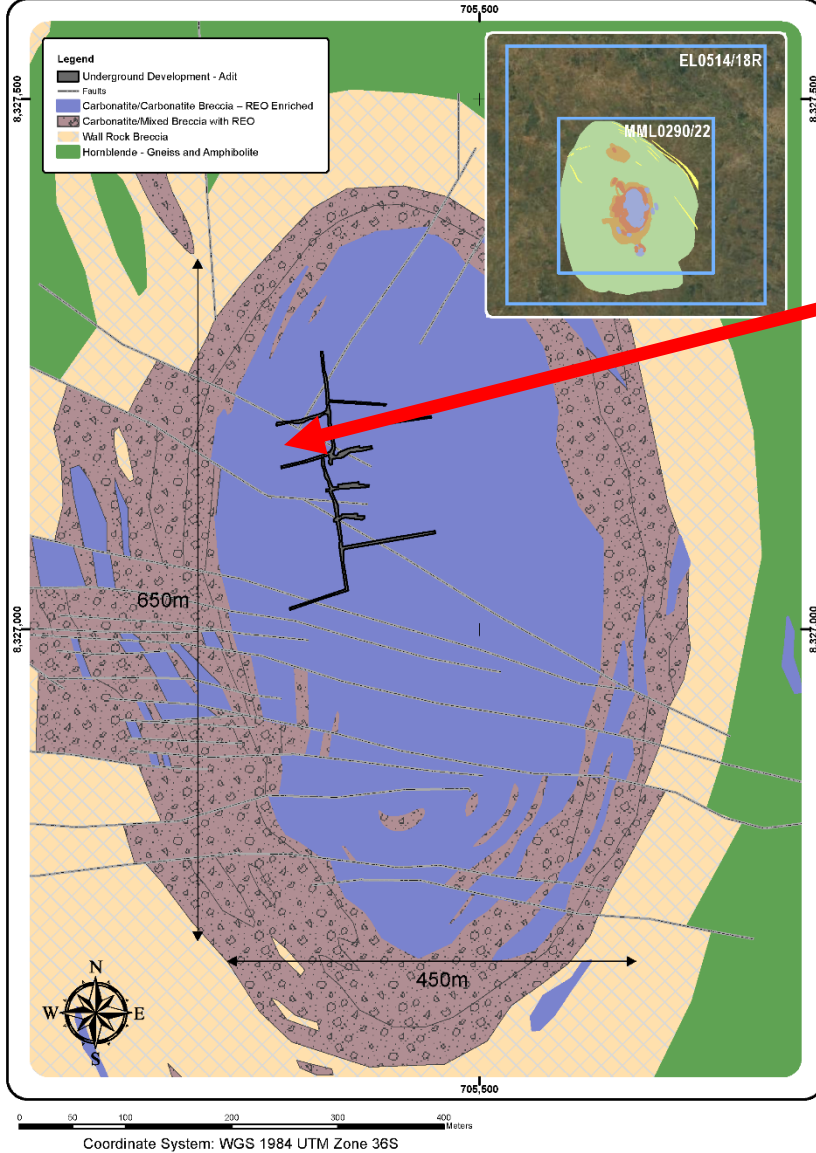 705,500
8,327,500
8,327,500
Legend
Underground Development - Adit
Faults
Carbonatite/Carbonatite Breccia – REO Enriched
Carbonatite/Mixed Breccia with REO
Wall Rock Breccia
Hornblende - Gneiss and Amphibolite
EL0514/18R
MML0290/22
650m
8,327,000
8,327,000
450m
N
W E
S
705,500
0 50 100 200 300 400
Meters
Coordinate System: WGS 1984 UTM Zone 36S